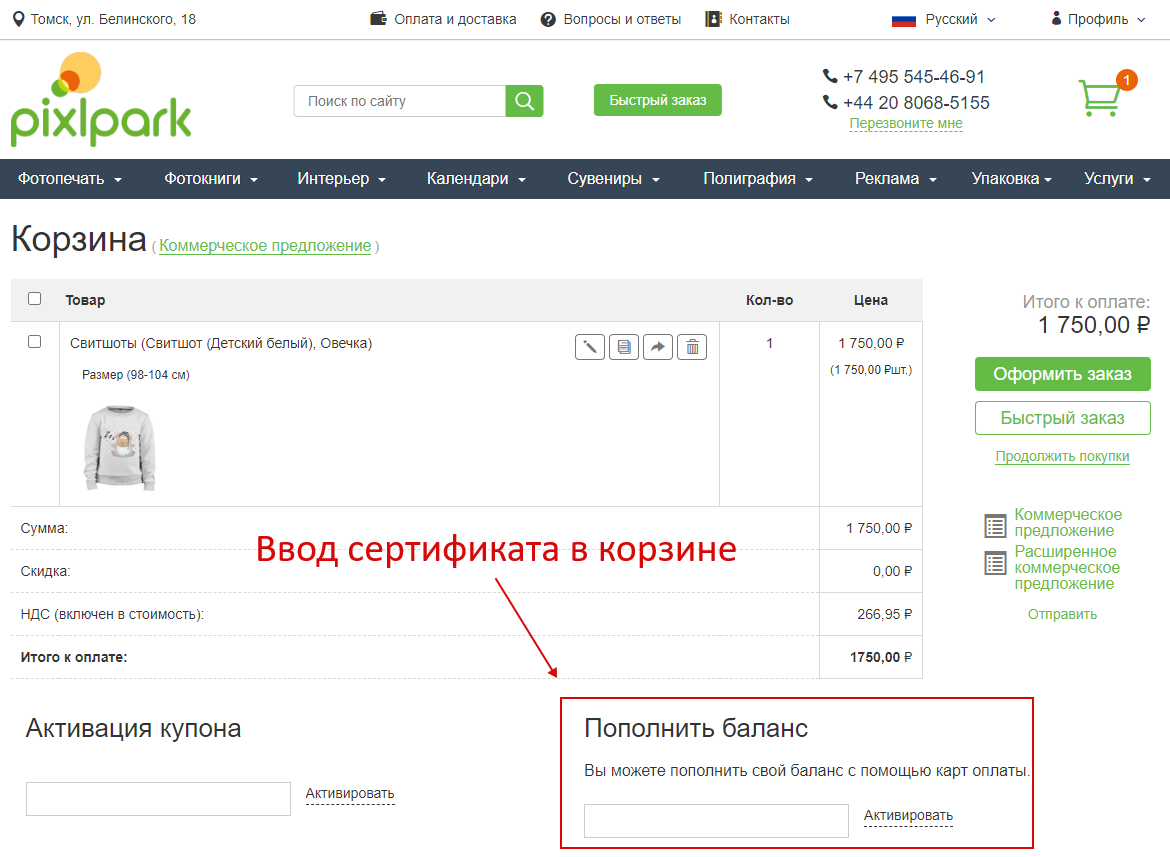 Томск, ул. Белинского, 18 Оплата и доставка Вопросы и ответы Контакты Русский Профиль
pixlpark
Поиск по сайту
Быстрый заказ
+7 495 545-46-91
+44 20 8068-5155
Перезвоните мне
1
Фотопечать Фотокниги Интерьер Календари Сувениры Полиграфия Реклама Упаковка Услуги
Корзина ( Коммерческое предложение )
Товар Кол-во Цена
Свитшоты (Свитшот (Детский белый), Овечка) 1 1 750,00 ₽
Размер (98-104 см) (1 750,00 ₽шт.)
Сумма: 1 750,00 ₽
Скидка: 0,00 ₽
НДС (включен в стоимость): 266,95 ₽
Итого к оплате: 1750,00 ₽
Ввод сертификата в корзине
Итого к оплате:
1 750,00 ₽
Оформить заказ
Быстрый заказ
Продолжить покупки
Коммерческое
предложение
Расширенное
коммерческое
предложение
Отправить
Активация купона
Активировать
Пополнить баланс
Вы можете пополнить свой баланс с помощью карт оплаты.
Активировать